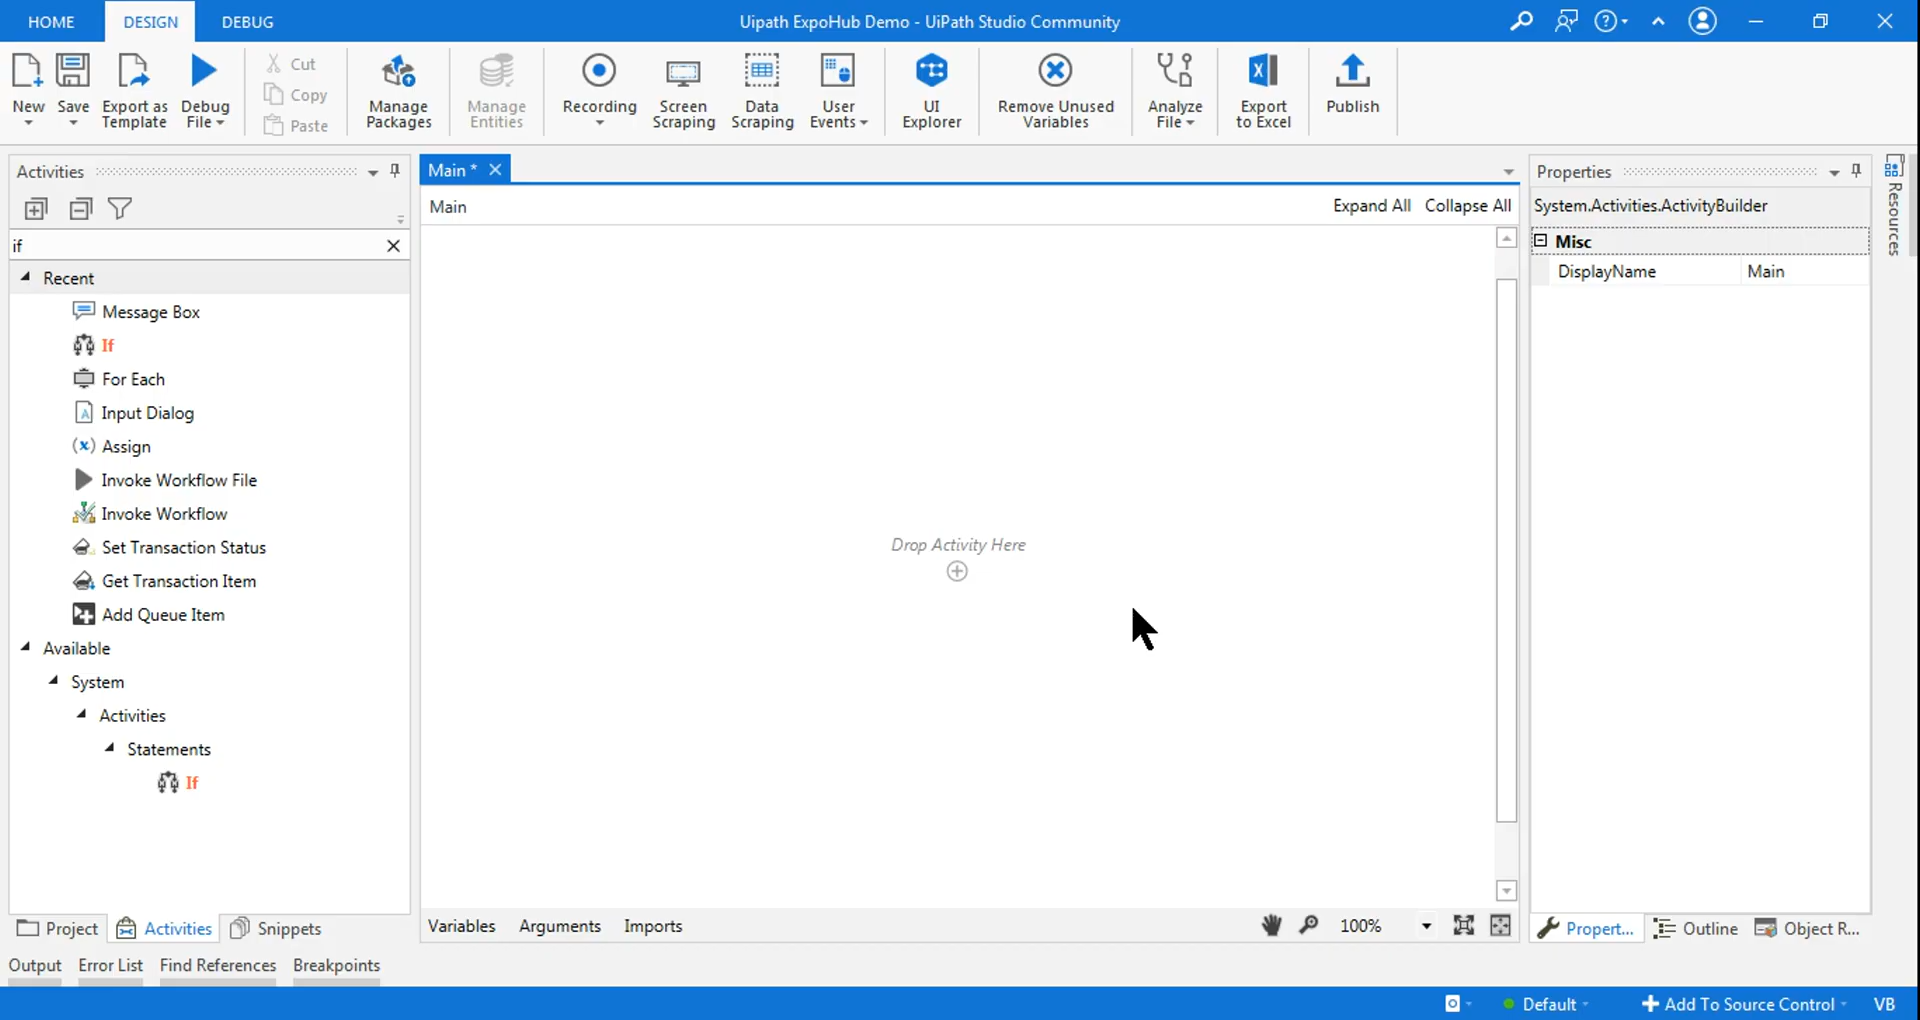 HOME DESIGN DEBUG Uipath ExpoHub Demo - UiPath Studio Community
New Save Export as Template Debug File Cut Copy Paste Manage Packages Manage Entities Recording Screen Scraping Data Scraping User Events UI Explorer Remove Unused Variables Analyze File Export to Excel Publish
Activities
if
Recent
Message Box
If
For Each
Input Dialog
Assign
Invoke Workflow File
Invoke Workflow
Set Transaction Status
Get Transaction Item
Add Queue Item
Available
System
Activities
Statements
If
Project Activities Snippets
Main *
Main Expand All Collapse All
Drop Activity Here
Variables Arguments Imports 100%
Properties
System.Activities.ActivityBuilder
Misc
DisplayName Main
Propert... Outline Object R...
Resources
Output Error List Find References Breakpoints
Default Add To Source Control VB